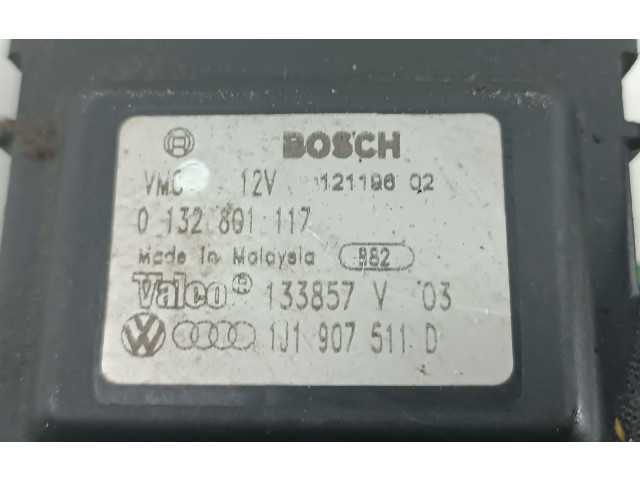 BOSCH
VMC 12V 121196 02
0 132 801 117
Made In Malaysia 982
Valeo® 133857 V 03
1J1 907 511 D